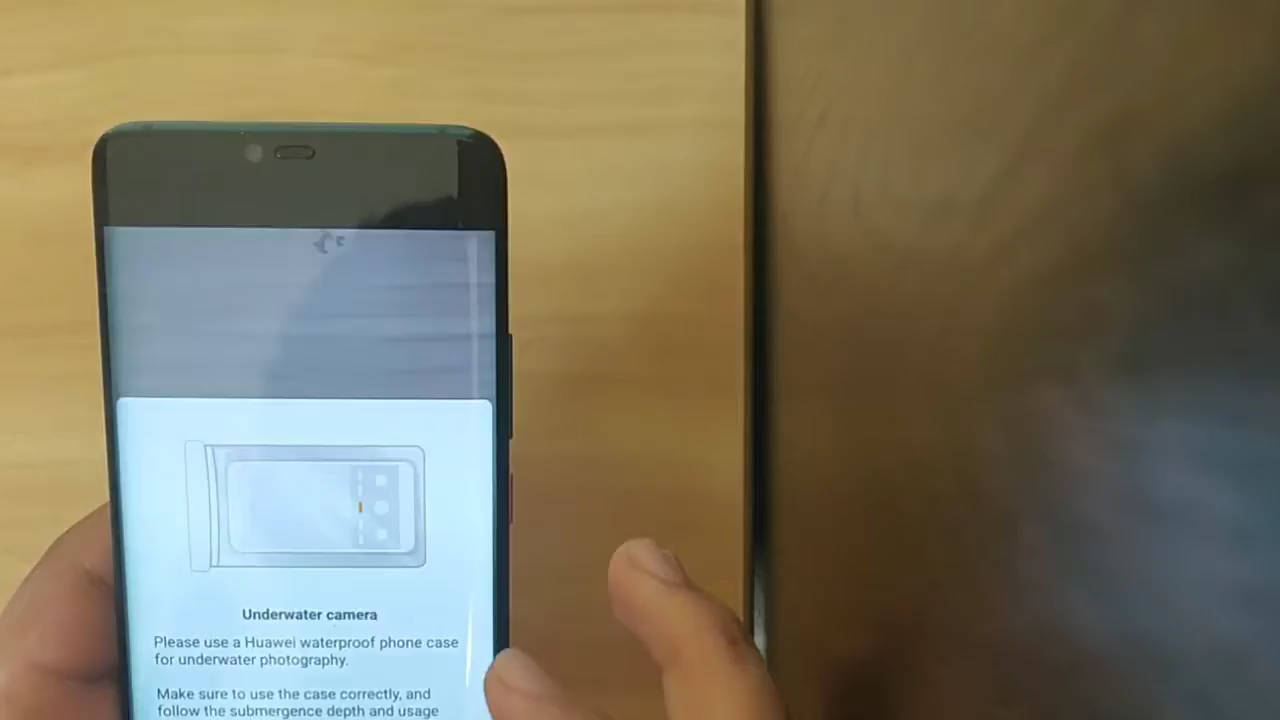 Underwater camera
Please use a Huawei waterproof phone case
for underwater photography.
Make sure to use the case correctly, and
follow the submergence depth and usage